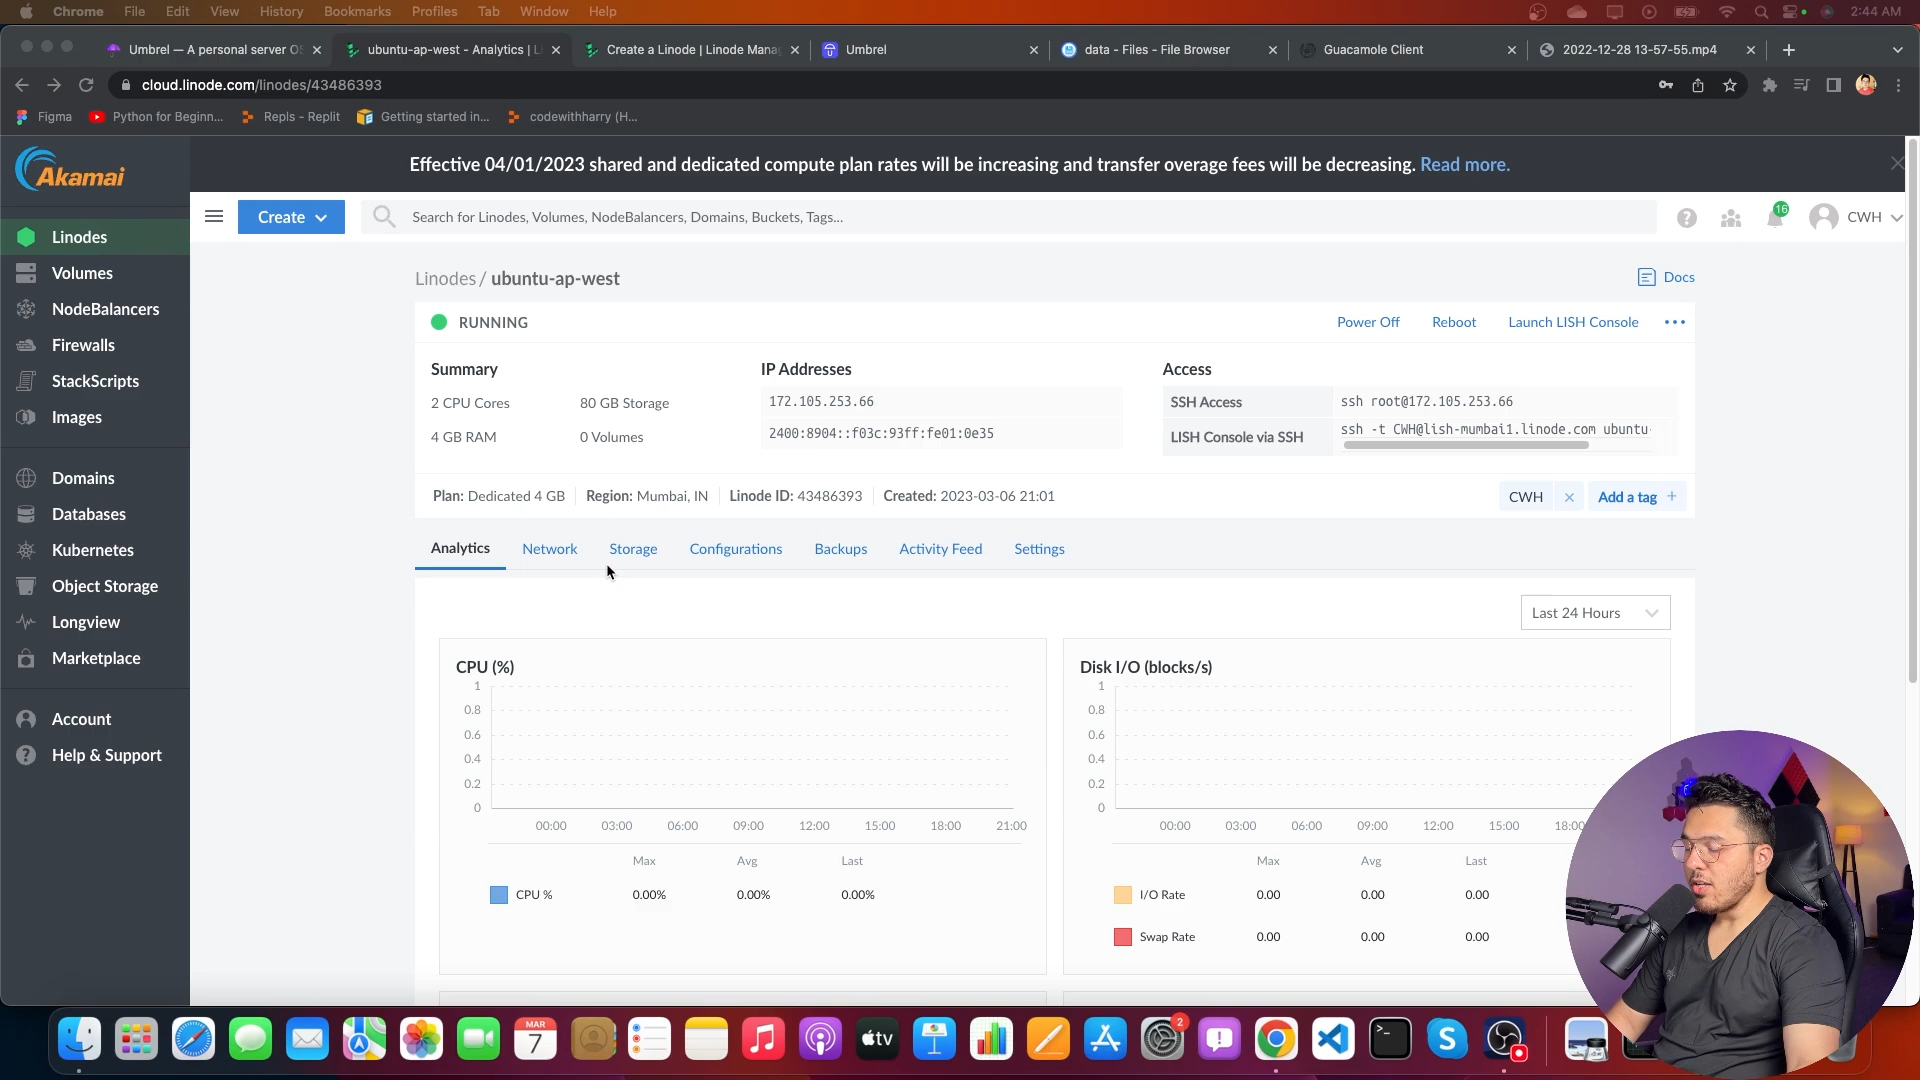 Chrome File Edit View History Bookmarks Profiles Tab Window Help 2:44 AM
Umbrel — A personal server OS ubuntu-ap-west - Analytics | L Create a Linode | Linode Mana Umbrel data - Files - File Browser Guacamole Client 2022-12-28 13-57-55.mp4
cloud.linode.com/linodes/43486393
Figma Python for Beginn... Repls - Replit Getting started in... codewithharry (H...
Akamai
Effective 04/01/2023 shared and dedicated compute plan rates will be increasing and transfer overage fees will be decreasing. Read more.
Create
Search for Linodes, Volumes, NodeBalancers, Domains, Buckets, Tags...
16
CWH
Linodes
Volumes
NodeBalancers
Firewalls
StackScripts
Images
Domains
Databases
Kubernetes
Object Storage
Longview
Marketplace
Account
Help & Support
Linodes / ubuntu-ap-west
Docs
RUNNING
Power Off Reboot Launch LISH Console
Summary IP Addresses Access
2 CPU Cores 80 GB Storage 172.105.253.66 SSH Access ssh root@172.105.253.66
4 GB RAM 0 Volumes 2400:8904::f03c:93ff:fe01:0e35 LISH Console via SSH ssh -t CWH@lish-mumbai1.linode.com ubuntu-
Plan: Dedicated 4 GB Region: Mumbai, IN Linode ID: 43486393 Created: 2023-03-06 21:01 CWH Add a tag +
Analytics Network Storage Configurations Backups Activity Feed Settings
Last 24 Hours
CPU (%)
1
0.8
0.6
0.4
0.2
0
00:00 03:00 06:00 09:00 12:00 15:00 18:00 21:00
Max Avg Last
CPU % 0.00% 0.00% 0.00%
Disk I/O (blocks/s)
1
0.8
0.6
0.4
0.2
0
00:00 03:00 06:00 09:00 12:00 15:00 18:00
Max Avg Last
I/O Rate 0.00 0.00 0.00
Swap Rate 0.00 0.00 0.00
MAR
7
tv
2